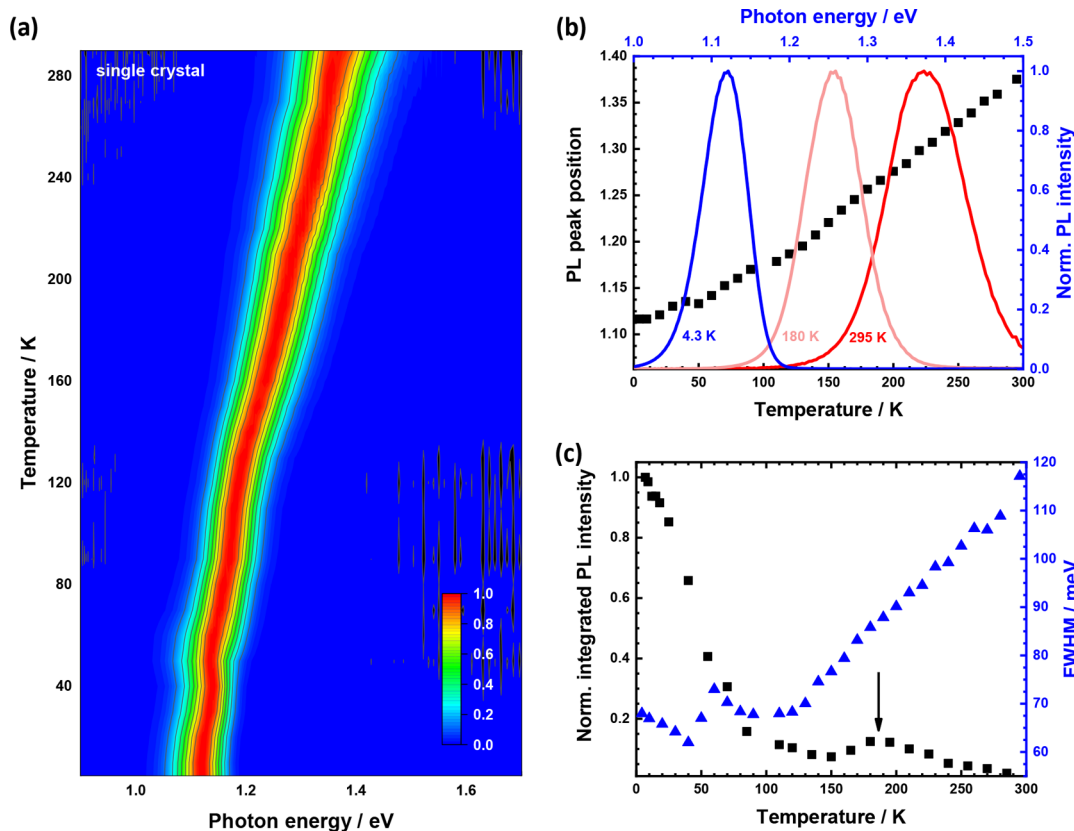 (a)
single crystal
280
240
200
160
120
80
40
Temperature / K
1.0
0.8
0.6
0.4
0.2
0.0
1.0 1.2 1.4 1.6
Photon energy / eV
(b)
Photon energy / eV
1.0 1.1 1.2 1.3 1.4 1.5
1.40
1.35
1.30
1.25
1.20
1.15
1.10
PL peak position
1.0
0.8
0.6
0.4
0.2
0.0
Norm. PL intensity
4.3 K
180 K
295 K
0 50 100 150 200 250 300
Temperature / K
(c)
1.0
0.8
0.6
0.4
0.2
Norm. integrated PL intensity
120
110
100
90
80
70
60
FWHM / meV
0 50 100 150 200 250 300
Temperature / K